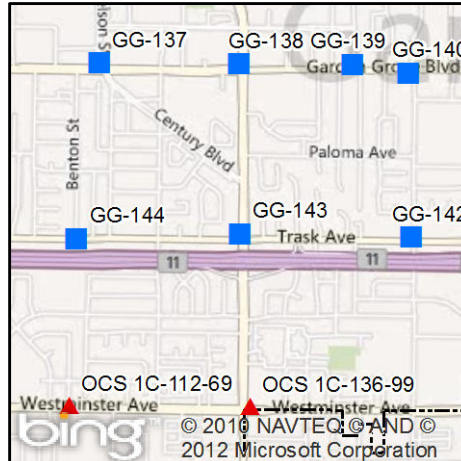 GG-137
GG-138
GG-139
GG-140
Garden Grove Blvd
Century Blvd
Benton St
Paloma Ave
GG-144
GG-143
GG-142
Trask Ave
11
11
OCS 1C-112-69
OCS 1C-136-99
Westminster Ave
Westminster Ave
bing
© 2010 NAVTEQ © AND ©
2012 Microsoft Corporation